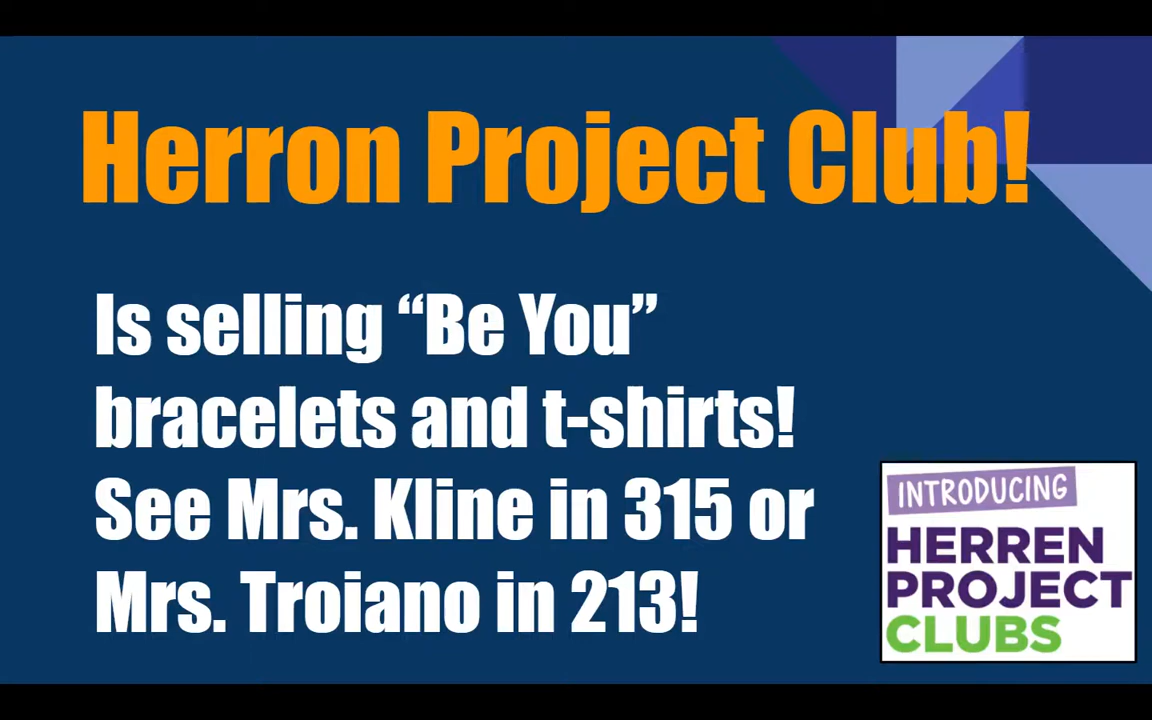 Herron Project Club!
Is selling “Be You”
bracelets and t-shirts!
See Mrs. Kline in 315 or
Mrs. Troiano in 213!
INTRODUCING
HERREN
PROJECT
CLUBS